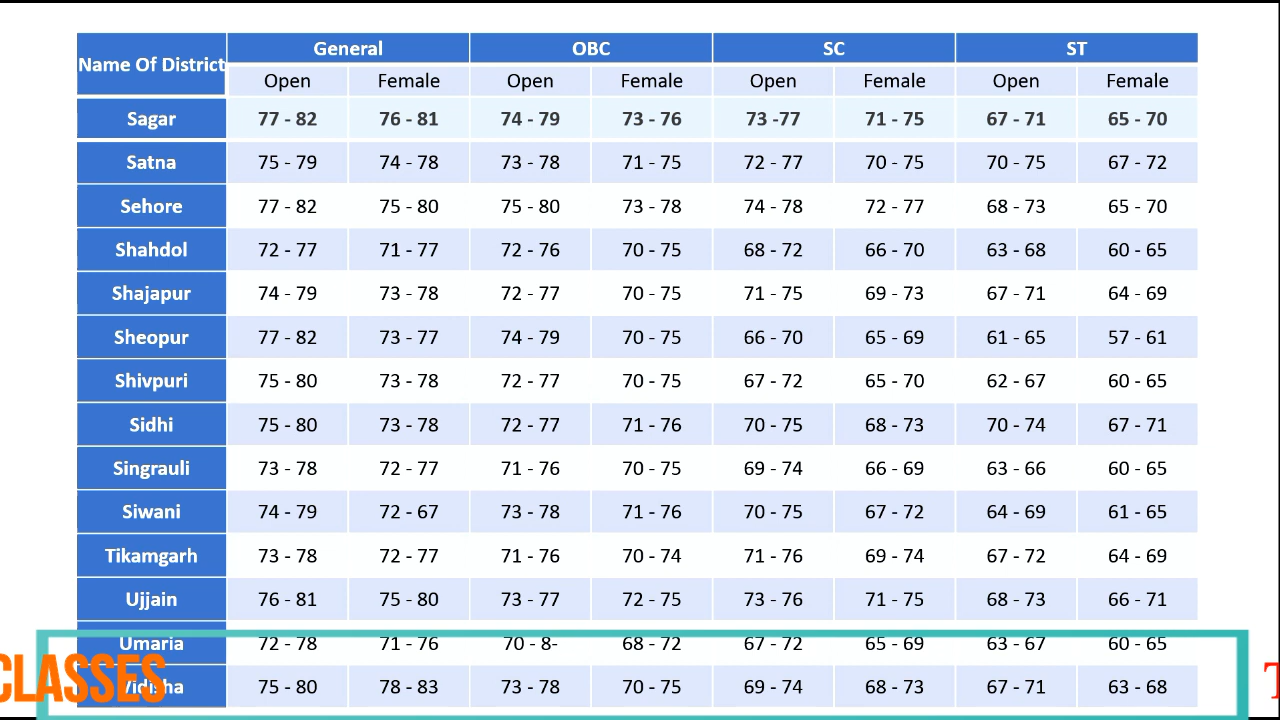 Name Of District General OBC SC ST
Open Female Open Female Open Female Open Female
Sagar 77 - 82 76 - 81 74 - 79 73 - 76 73 -77 71 - 75 67 - 71 65 - 70
Satna 75 - 79 74 - 78 73 - 78 71 - 75 72 - 77 70 - 75 70 - 75 67 - 72
Sehore 77 - 82 75 - 80 75 - 80 73 - 78 74 - 78 72 - 77 68 - 73 65 - 70
Shahdol 72 - 77 71 - 77 72 - 76 70 - 75 68 - 72 66 - 70 63 - 68 60 - 65
Shajapur 74 - 79 73 - 78 72 - 77 70 - 75 71 - 75 69 - 73 67 - 71 64 - 69
Sheopur 77 - 82 73 - 77 74 - 79 70 - 75 66 - 70 65 - 69 61 - 65 57 - 61
Shivpuri 75 - 80 73 - 78 72 - 77 70 - 75 67 - 72 65 - 70 62 - 67 60 - 65
Sidhi 75 - 80 73 - 78 72 - 77 71 - 76 70 - 75 68 - 73 70 - 74 67 - 71
Singrauli 73 - 78 72 - 77 71 - 76 70 - 75 69 - 74 66 - 69 63 - 66 60 - 65
Siwani 74 - 79 72 - 67 73 - 78 71 - 76 70 - 75 67 - 72 64 - 69 61 - 65
Tikamgarh 73 - 78 72 - 77 71 - 76 70 - 74 71 - 76 69 - 74 67 - 72 64 - 69
Ujjain 76 - 81 75 - 80 73 - 77 72 - 75 73 - 76 71 - 75 68 - 73 66 - 71
Umaria 72 - 78 71 - 76 70 - 8- 68 - 72 67 - 72 65 - 69 63 - 67 60 - 65
CLASSES
Vidisha 75 - 80 78 - 83 73 - 78 70 - 75 69 - 74 68 - 73 67 - 71 63 - 68